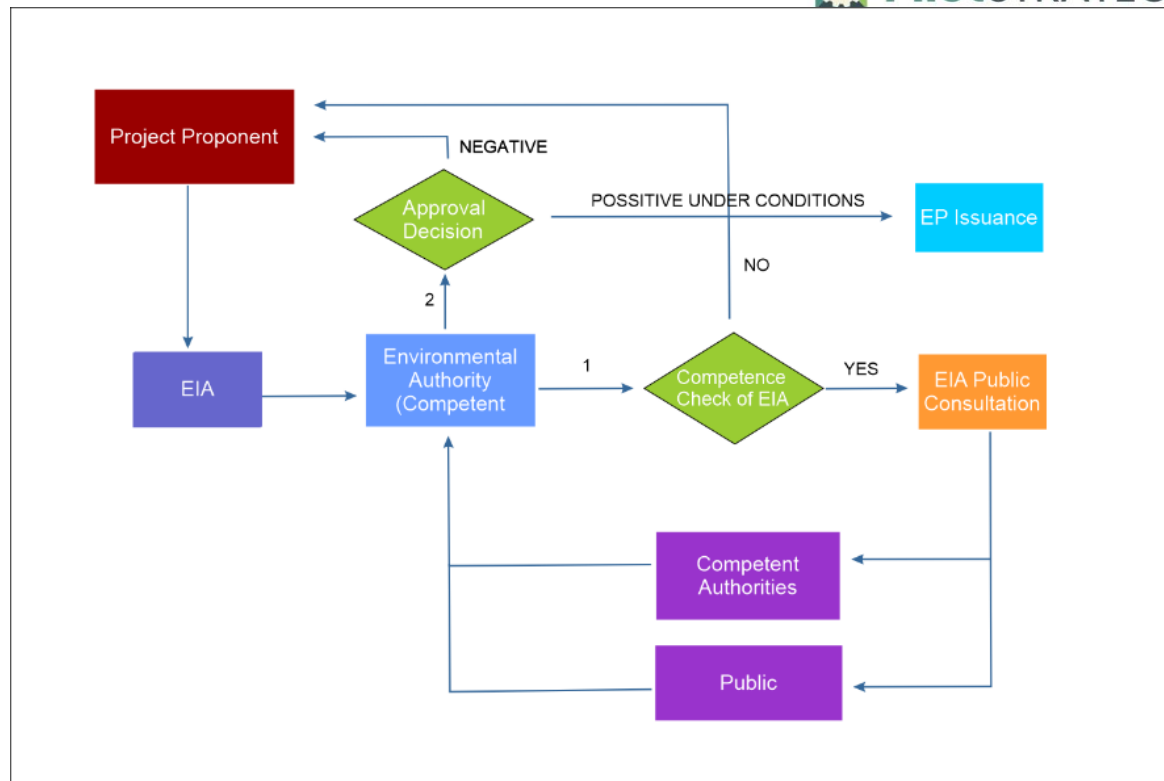 Project Proponent
NEGATIVE
Approval
Decision
POSSITIVE UNDER CONDITIONS
EP Issuance
NO
2
Environmental
Authority
(Competent
EIA
1
Competence
Check of EIA
YES
EIA Public
Consultation
Competent
Authorities
Public